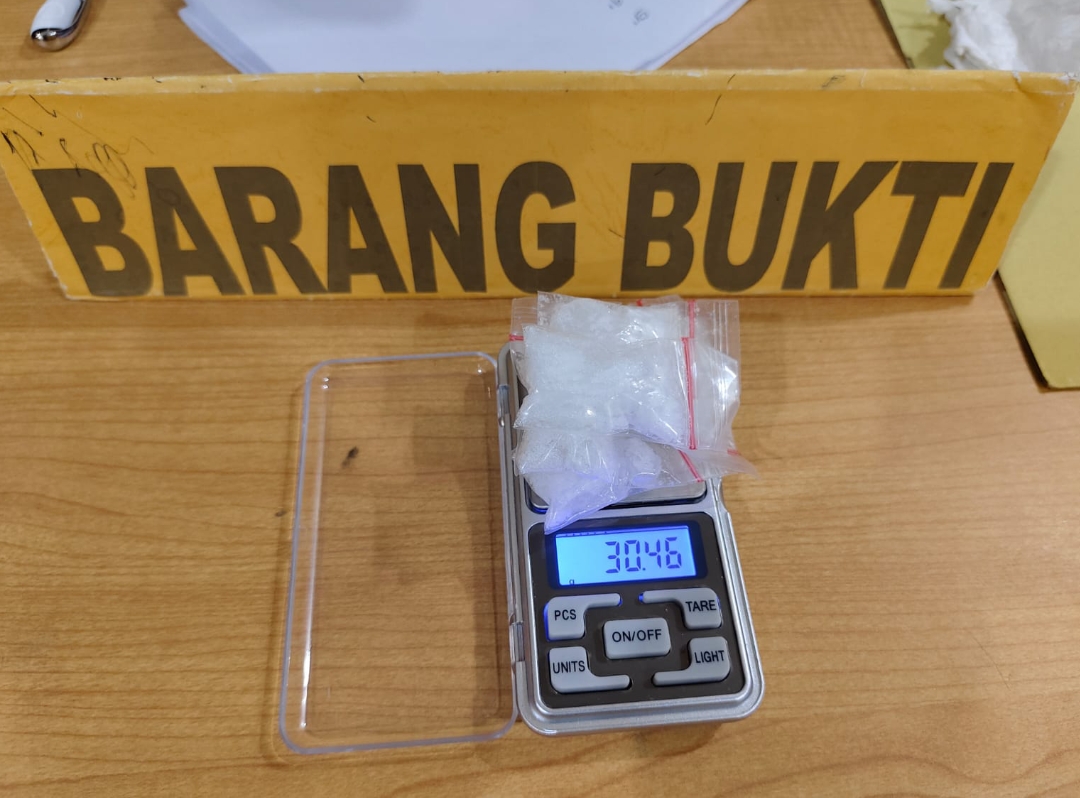 BARANG BUKTI
30.46
g
PCS
TARE
ON/OFF
UNITS
LIGHT